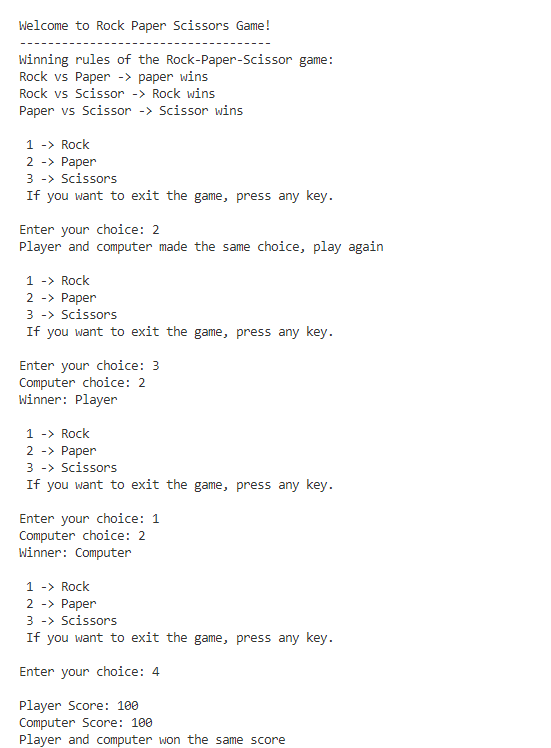 Welcome to Rock Paper Scissors Game!
------------------------------------
Winning rules of the Rock-Paper-Scissor game:
Rock vs Paper -> paper wins
Rock vs Scissor -> Rock wins
Paper vs Scissor -> Scissor wins

1 -> Rock
2 -> Paper
3 -> Scissors
If you want to exit the game, press any key.

Enter your choice: 2
Player and computer made the same choice, play again

1 -> Rock
2 -> Paper
3 -> Scissors
If you want to exit the game, press any key.

Enter your choice: 3
Computer choice: 2
Winner: Player

1 -> Rock
2 -> Paper
3 -> Scissors
If you want to exit the game, press any key.

Enter your choice: 1
Computer choice: 2
Winner: Computer

1 -> Rock
2 -> Paper
3 -> Scissors
If you want to exit the game, press any key.

Enter your choice: 4

Player Score: 100
Computer Score: 100
Player and computer won the same score